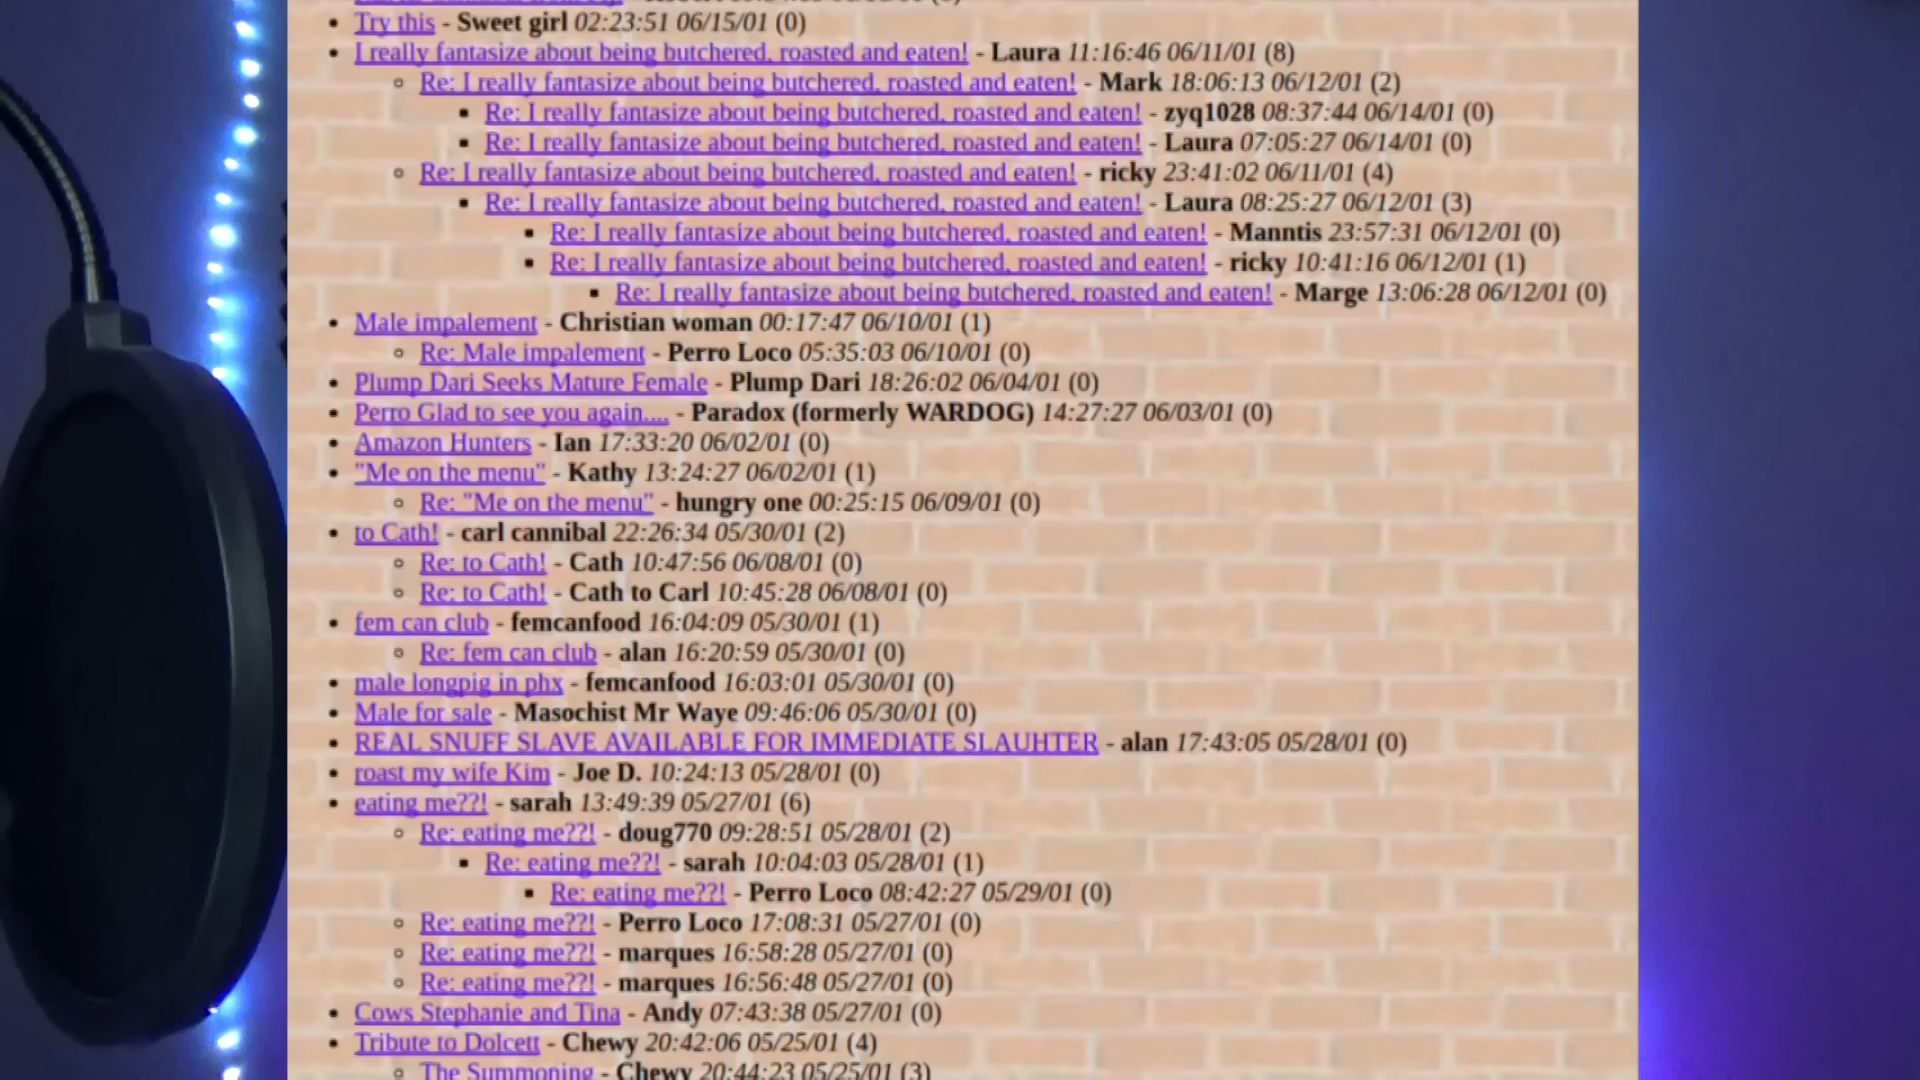 Try this - Sweet girl 02:23:51 06/15/01 (0)
I really fantasize about being butchered, roasted and eaten! - Laura 11:16:46 06/11/01 (8)
Re: I really fantasize about being butchered, roasted and eaten! - Mark 18:06:13 06/12/01 (2)
Re: I really fantasize about being butchered, roasted and eaten! - zyq1028 08:37:44 06/14/01 (0)
Re: I really fantasize about being butchered, roasted and eaten! - Laura 07:05:27 06/14/01 (0)
Re: I really fantasize about being butchered, roasted and eaten! - ricky 23:41:02 06/11/01 (4)
Re: I really fantasize about being butchered, roasted and eaten! - Laura 08:25:27 06/12/01 (3)
Re: I really fantasize about being butchered, roasted and eaten! - Manntis 23:57:31 06/12/01 (0)
Re: I really fantasize about being butchered, roasted and eaten! - ricky 10:41:16 06/12/01 (1)
Re: I really fantasize about being butchered, roasted and eaten! - Marge 13:06:28 06/12/01 (0)
Male impalement - Christian woman 00:17:47 06/10/01 (1)
Re: Male impalement - Perro Loco 05:35:03 06/10/01 (0)
Plump Dari Seeks Mature Female - Plump Dari 18:26:02 06/04/01 (0)
Perro Glad to see you again.... - Paradox (formerly WARDOG) 14:27:27 06/03/01 (0)
Amazon Hunters - Ian 17:33:20 06/02/01 (0)
"Me on the menu" - Kathy 13:24:27 06/02/01 (1)
Re: "Me on the menu" - hungry one 00:25:15 06/09/01 (0)
to Cath! - carl cannibal 22:26:34 05/30/01 (2)
Re: to Cath! - Cath 10:47:56 06/08/01 (0)
Re: to Cath! - Cath to Carl 10:45:28 06/08/01 (0)
fem can club - femcanfood 16:04:09 05/30/01 (1)
Re: fem can club - alan 16:20:59 05/30/01 (0)
male longpig in phx - femcanfood 16:03:01 05/30/01 (0)
Male for sale - Masochist Mr Waye 09:46:06 05/30/01 (0)
REAL SNUFF SLAVE AVAILABLE FOR IMMEDIATE SLAUHTER - alan 17:43:05 05/28/01 (0)
roast my wife Kim - Joe D. 10:24:13 05/28/01 (0)
eating me??! - sarah 13:49:39 05/27/01 (6)
Re: eating me??! - doug770 09:28:51 05/28/01 (2)
Re: eating me??! - sarah 10:04:03 05/28/01 (1)
Re: eating me??! - Perro Loco 08:42:27 05/29/01 (0)
Re: eating me??! - Perro Loco 17:08:31 05/27/01 (0)
Re: eating me??! - marques 16:58:28 05/27/01 (0)
Re: eating me??! - marques 16:56:48 05/27/01 (0)
Cows Stephanie and Tina - Andy 07:43:38 05/27/01 (0)
Tribute to Dolcett - Chewy 20:42:06 05/25/01 (4)
The Summoning - Chewy 20:44:23 05/25/01 (3)